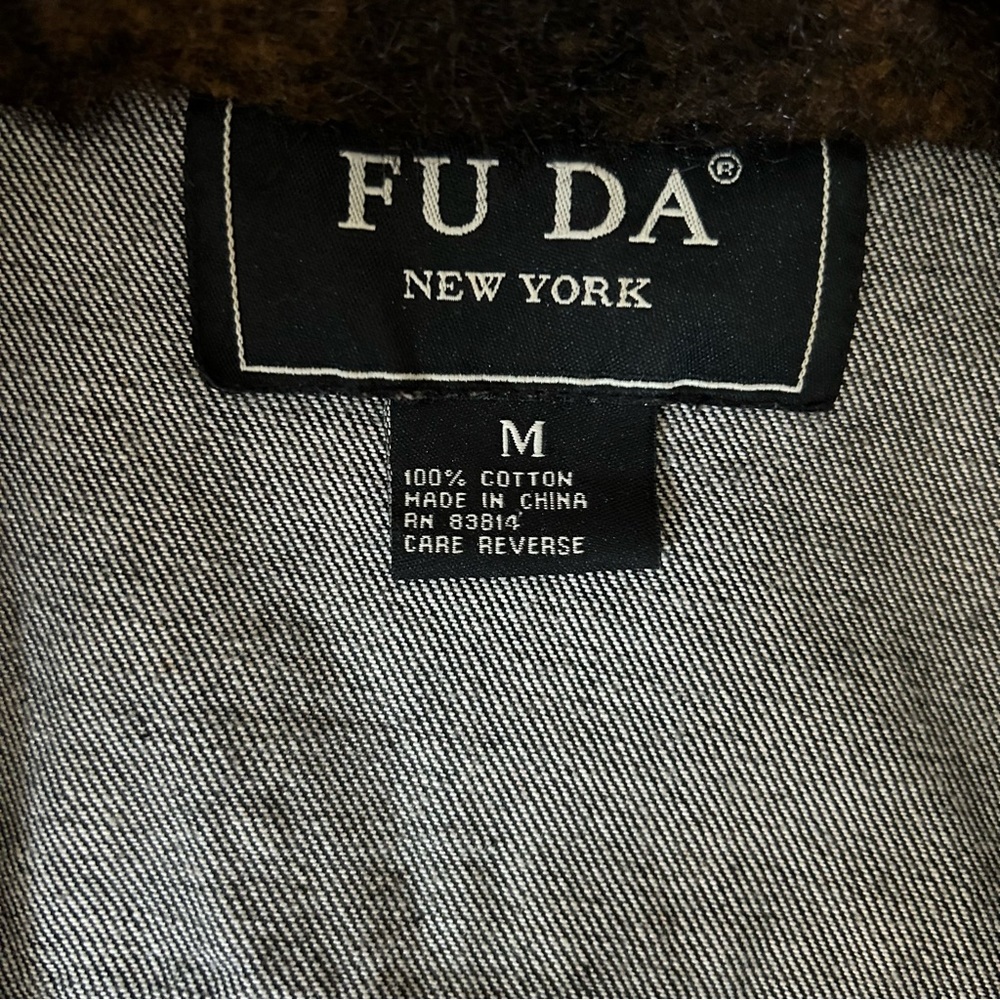 FU DA®
NEW YORK
M
100% COTTON
MADE IN CHINA
RN 83814
CARE REVERSE